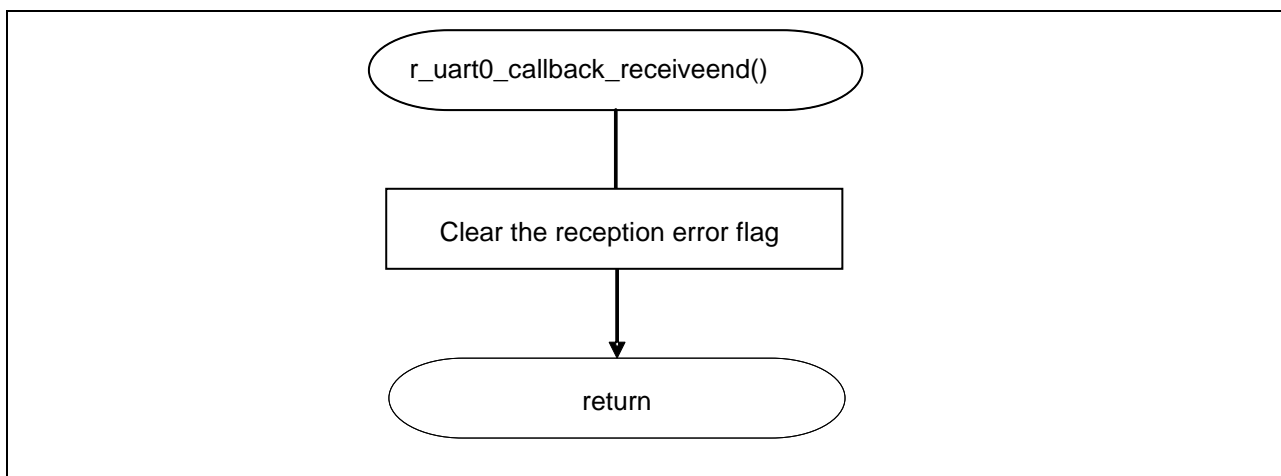 r_uart0_callback_receiveend()
Clear the reception error flag
return